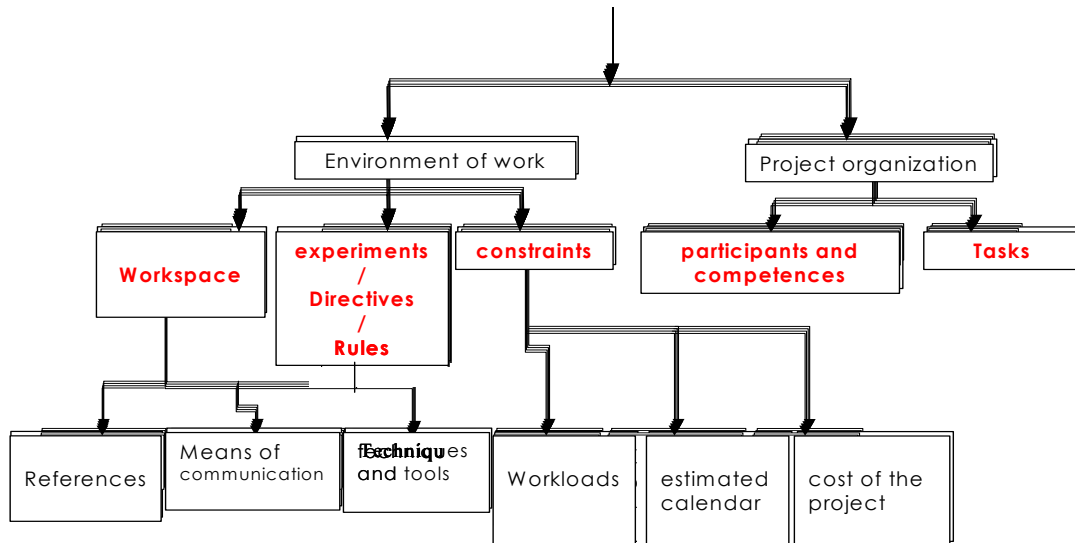 Environment of work
Project organization
Workspace
experiments
/
Directives
/
Rules
constraints
participants and
competences
Tasks
References
Means of
communication
Techniques
and tools
Workloads
estimated
calendar
cost of the
project